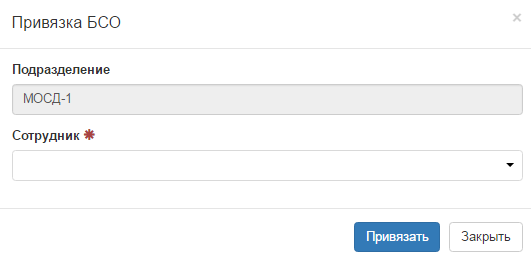 Привязка БСО
×
Подразделение
МОСД-1
Сотрудник ⁕
Привязать Закрыть